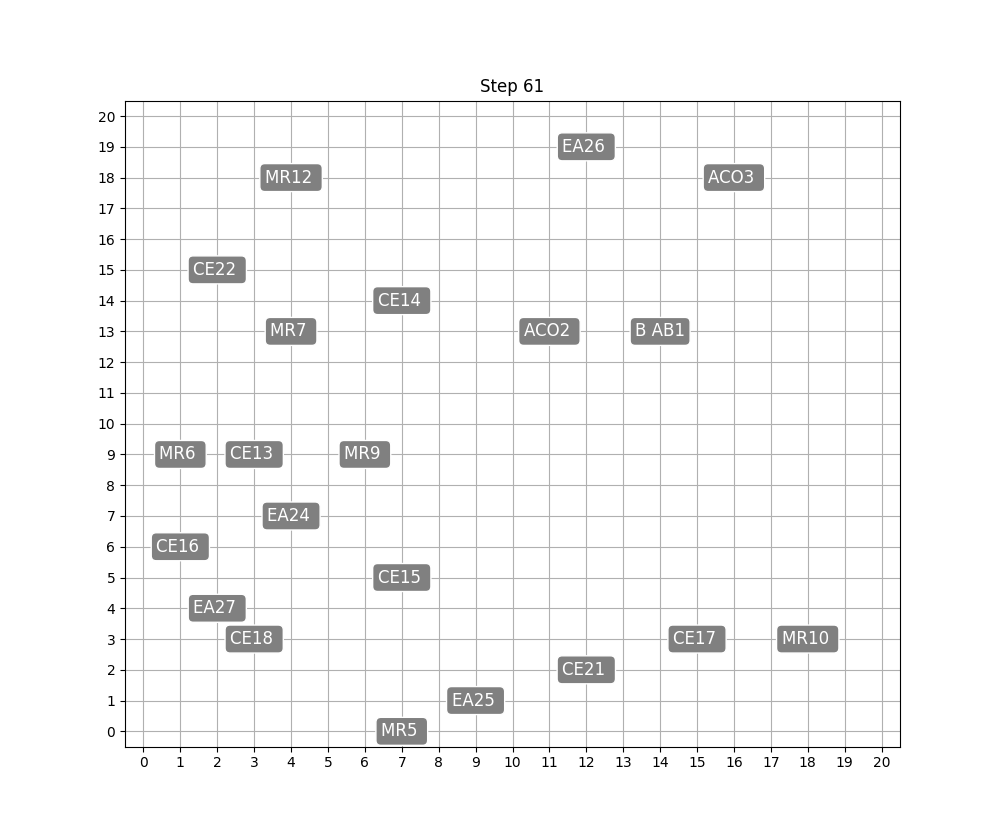 Step 61
20
19
18
17
16
15
14
13
12
11
10
9
8
7
6
5
4
3
2
1
0
EA26
MR12
ACO3
CE22
CE14
MR7
ACO2
B AB1
MR6
CE13
MR9
EA24
CE16
CE15
EA27
CE18
CE17
MR10
CE21
EA25
MR5
0 1 2 3 4 5 6 7 8 9 10 11 12 13 14 15 16 17 18 19 20